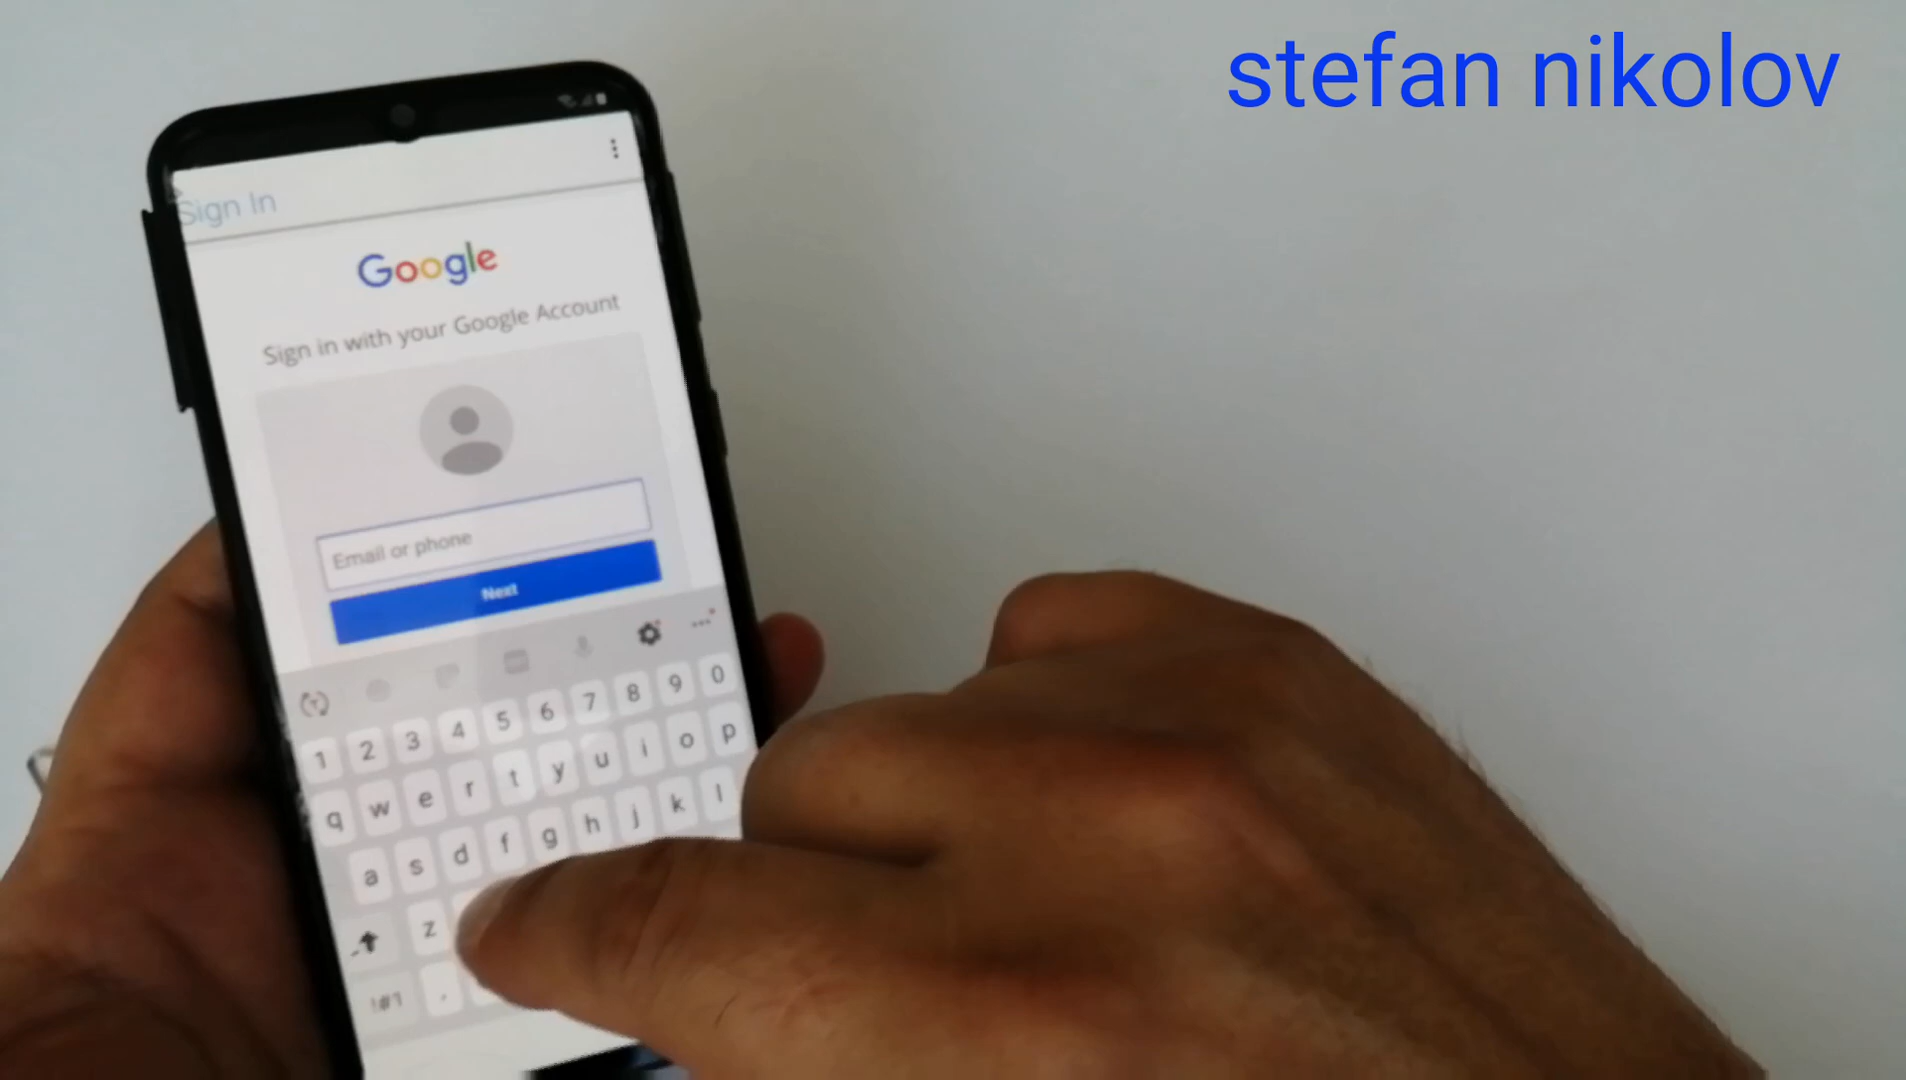 stefan nikolov
Sign In
Google
Sign in with your Google Account
Email or phone
Next
1 2 3 4 5 6 7 8 9 0
q w e r t y u i o p
a s d f g h j k l
z
!#1 ,